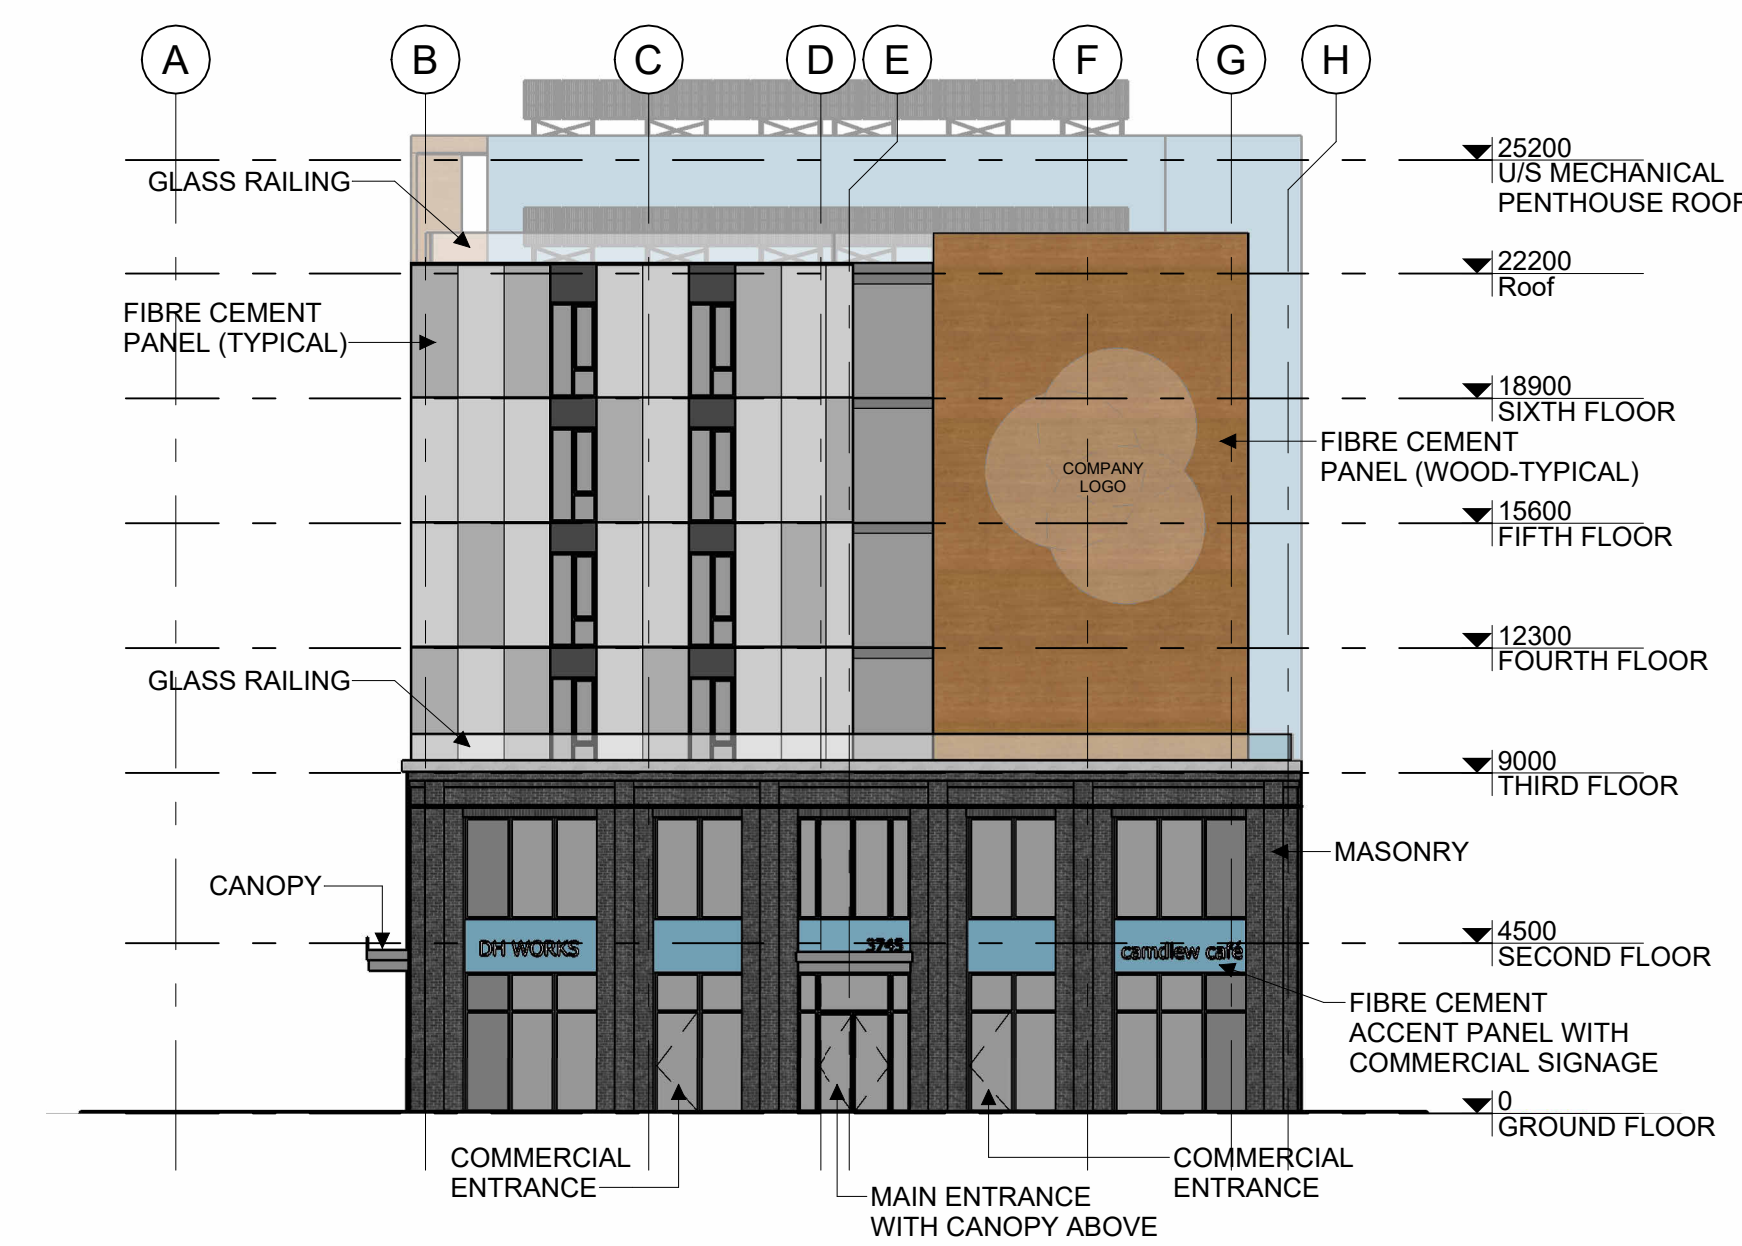 A
B
C
D
E
F
G
H
25200
U/S MECHANICAL
PENTHOUSE ROOF
GLASS RAILING
22200
Roof
FIBRE CEMENT
PANEL (TYPICAL)
18900
SIXTH FLOOR
FIBRE CEMENT
PANEL (WOOD-TYPICAL)
COMPANY
LOGO
15600
FIFTH FLOOR
12300
FOURTH FLOOR
GLASS RAILING
9000
THIRD FLOOR
MASONRY
CANOPY
4500
SECOND FLOOR
DH WORKS
3745
camdlew café
FIBRE CEMENT
ACCENT PANEL WITH
COMMERCIAL SIGNAGE
0
GROUND FLOOR
COMMERCIAL
ENTRANCE
MAIN ENTRANCE
WITH CANOPY ABOVE
COMMERCIAL
ENTRANCE